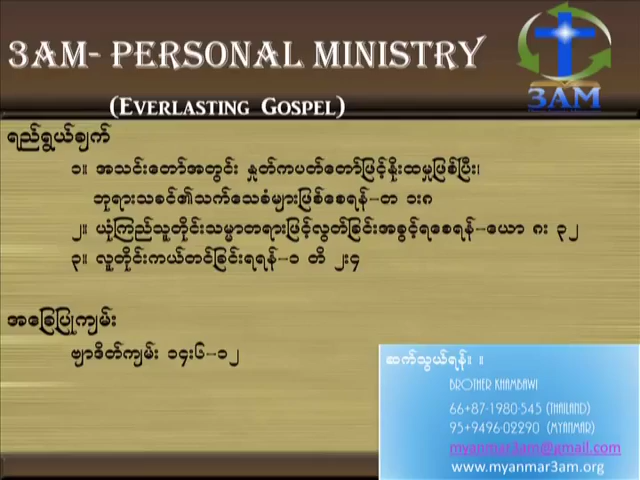 3AM- PERSONAL MINISTRY
3AM
(EVERLASTING GOSPEL)
ရည်ရွယ်ချက်
၁။ အသင်းတော်အတွင်း နှုတ်ကပတ်တော်ဖြင့်နိုးထမှုဖြစ်ပြီး၊
ဘုရားသခင်၏သက်သေခံများဖြစ်စေရန်-တ ၁း၈
၂။ ယုံကြည်သူတိုင်းသမ္မာတရားဖြင့်လွတ်ခြင်းအခွင့်ရစေရန်-ယော ၈း ၃၂
၃။ လူတိုင်းကယ်တင်ခြင်းရရန်-၁ တိ ၂း၄
အခြေပြုကျမ်း
ဗျာဒိတ်ကျမ်း ၁၄း၆-၁၂
ဆက်သွယ်ရန်။ ။
BROTHER KHAMBAWI
66+87-1980-545 (THAILAND)
95+9496-02290 (MYANMAR)
myanmar3am@gmail.com
www.myanmar3am.org